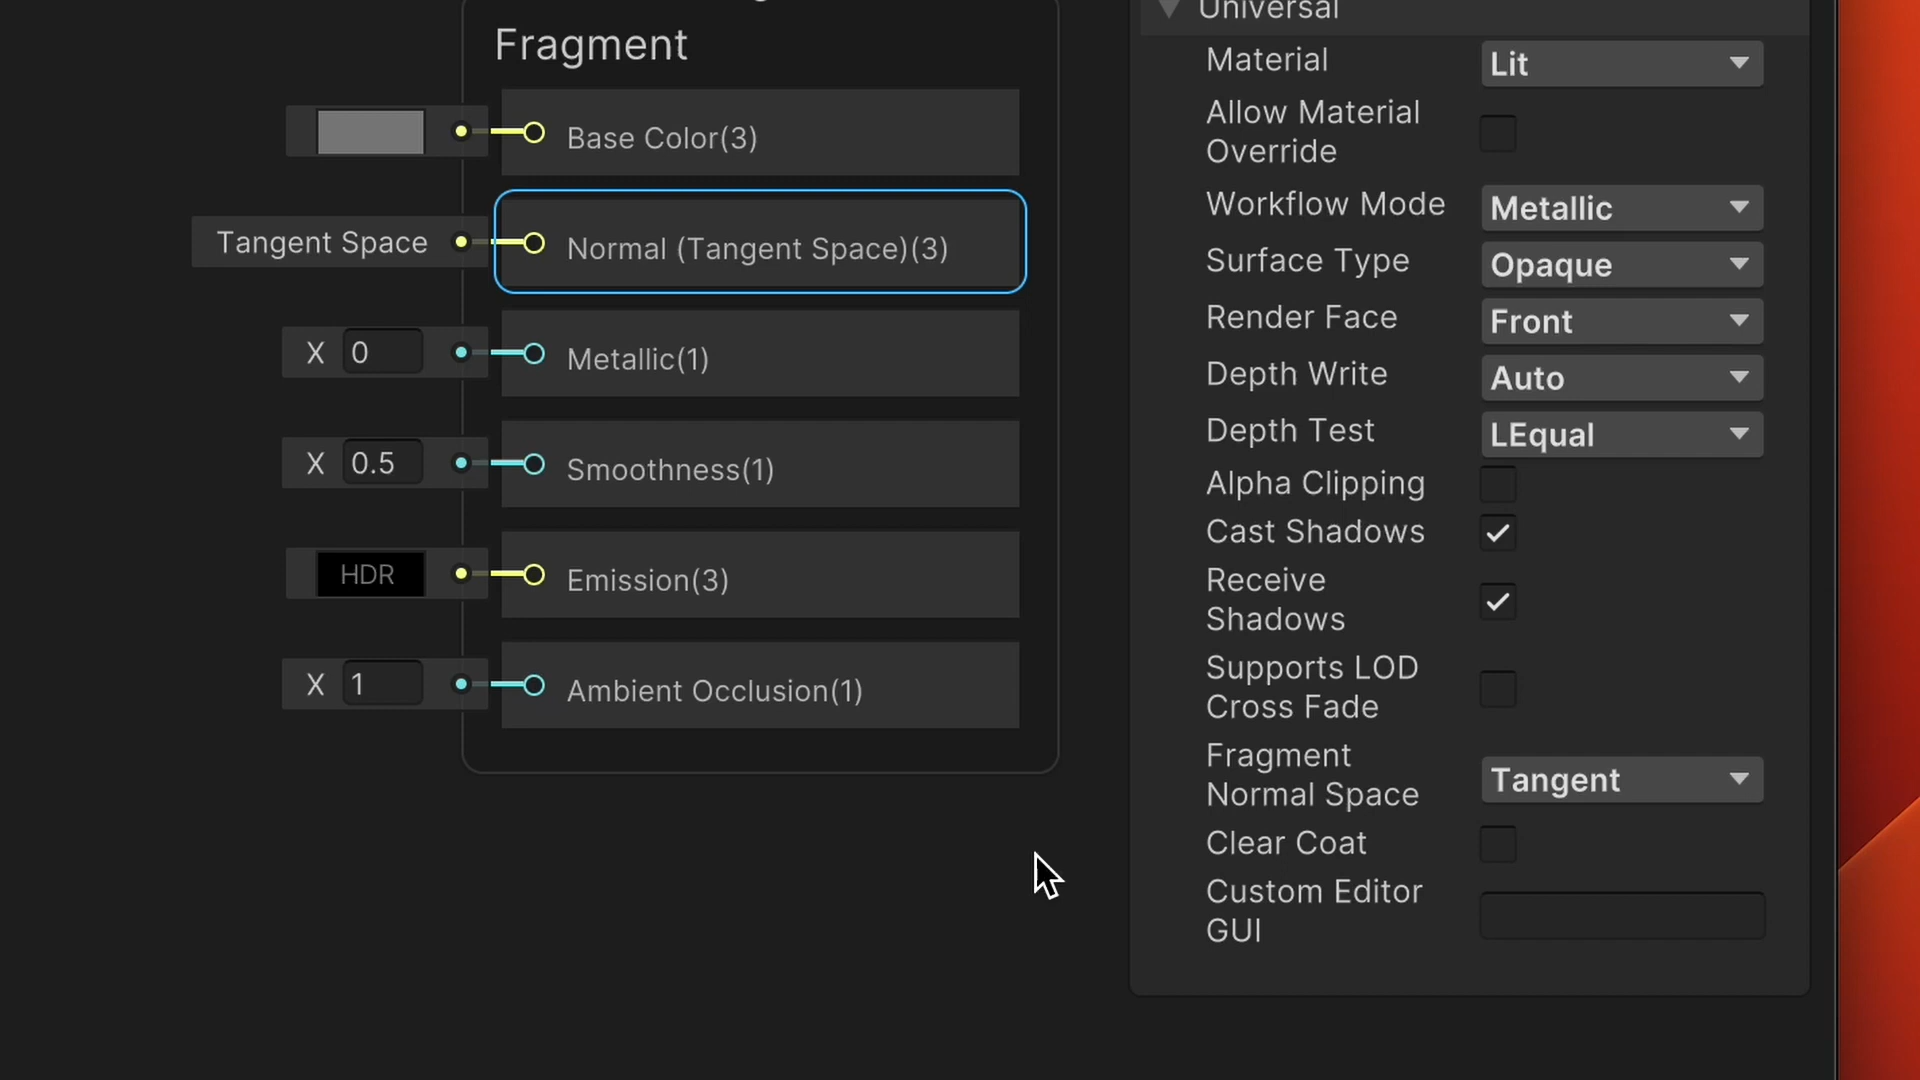 Fragment
Base Color(3)
Tangent Space
Normal (Tangent Space)(3)
X 0
Metallic(1)
X 0.5
Smoothness(1)
HDR
Emission(3)
X 1
Ambient Occlusion(1)
Universal
Material
Lit
Allow Material
Override
Workflow Mode
Metallic
Surface Type
Opaque
Render Face
Front
Depth Write
Auto
Depth Test
LEqual
Alpha Clipping
Cast Shadows
Receive
Shadows
Supports LOD
Cross Fade
Fragment
Normal Space
Tangent
Clear Coat
Custom Editor
GUI